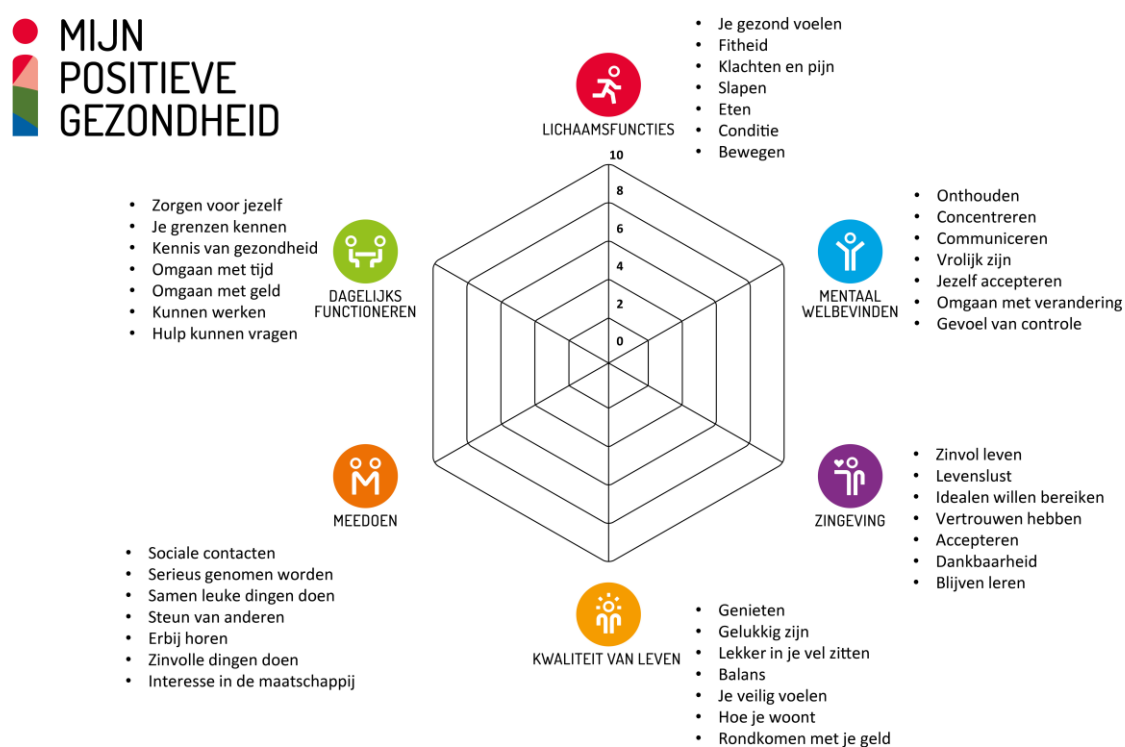 MIJN
POSITIEVE
GEZONDHEID
LICHAAMSFUNCTIES
• Je gezond voelen
• Fitheid
• Klachten en pijn
• Slapen
• Eten
• Conditie
• Bewegen
10
8
6
4
2
0
MENTAAL
WELBEVINDEN
• Onthouden
• Concentreren
• Communiceren
• Vrolijk zijn
• Jezelf accepteren
• Omgaan met verandering
• Gevoel van controle
ZINGEVING
• Zinvol leven
• Levenslust
• Idealen willen bereiken
• Vertrouwen hebben
• Accepteren
• Dankbaarheid
• Blijven leren
KWALITEIT VAN LEVEN
• Genieten
• Gelukkig zijn
• Lekker in je vel zitten
• Balans
• Je veilig voelen
• Hoe je woont
• Rondkomen met je geld
MEEDOEN
• Sociale contacten
• Serieus genomen worden
• Samen leuke dingen doen
• Steun van anderen
• Erbij horen
• Zinvolle dingen doen
• Interesse in de maatschappij
• Zorgen voor jezelf
• Je grenzen kennen
• Kennis van gezondheid
• Omgaan met tijd
• Omgaan met geld
• Kunnen werken
• Hulp kunnen vragen
DAGELIJKS
FUNCTIONEREN